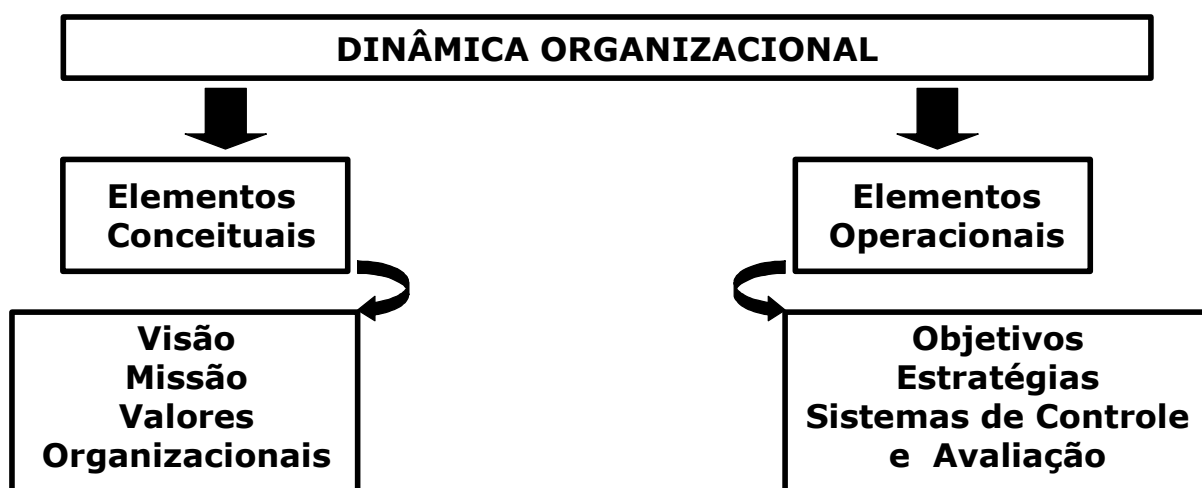 DINÂMICA ORGANIZACIONAL
Elementos
Conceituais
Elementos
Operacionais
Visão
Missão
Valores
Organizacionais
Objetivos
Estratégias
Sistemas de Controle
e Avaliação